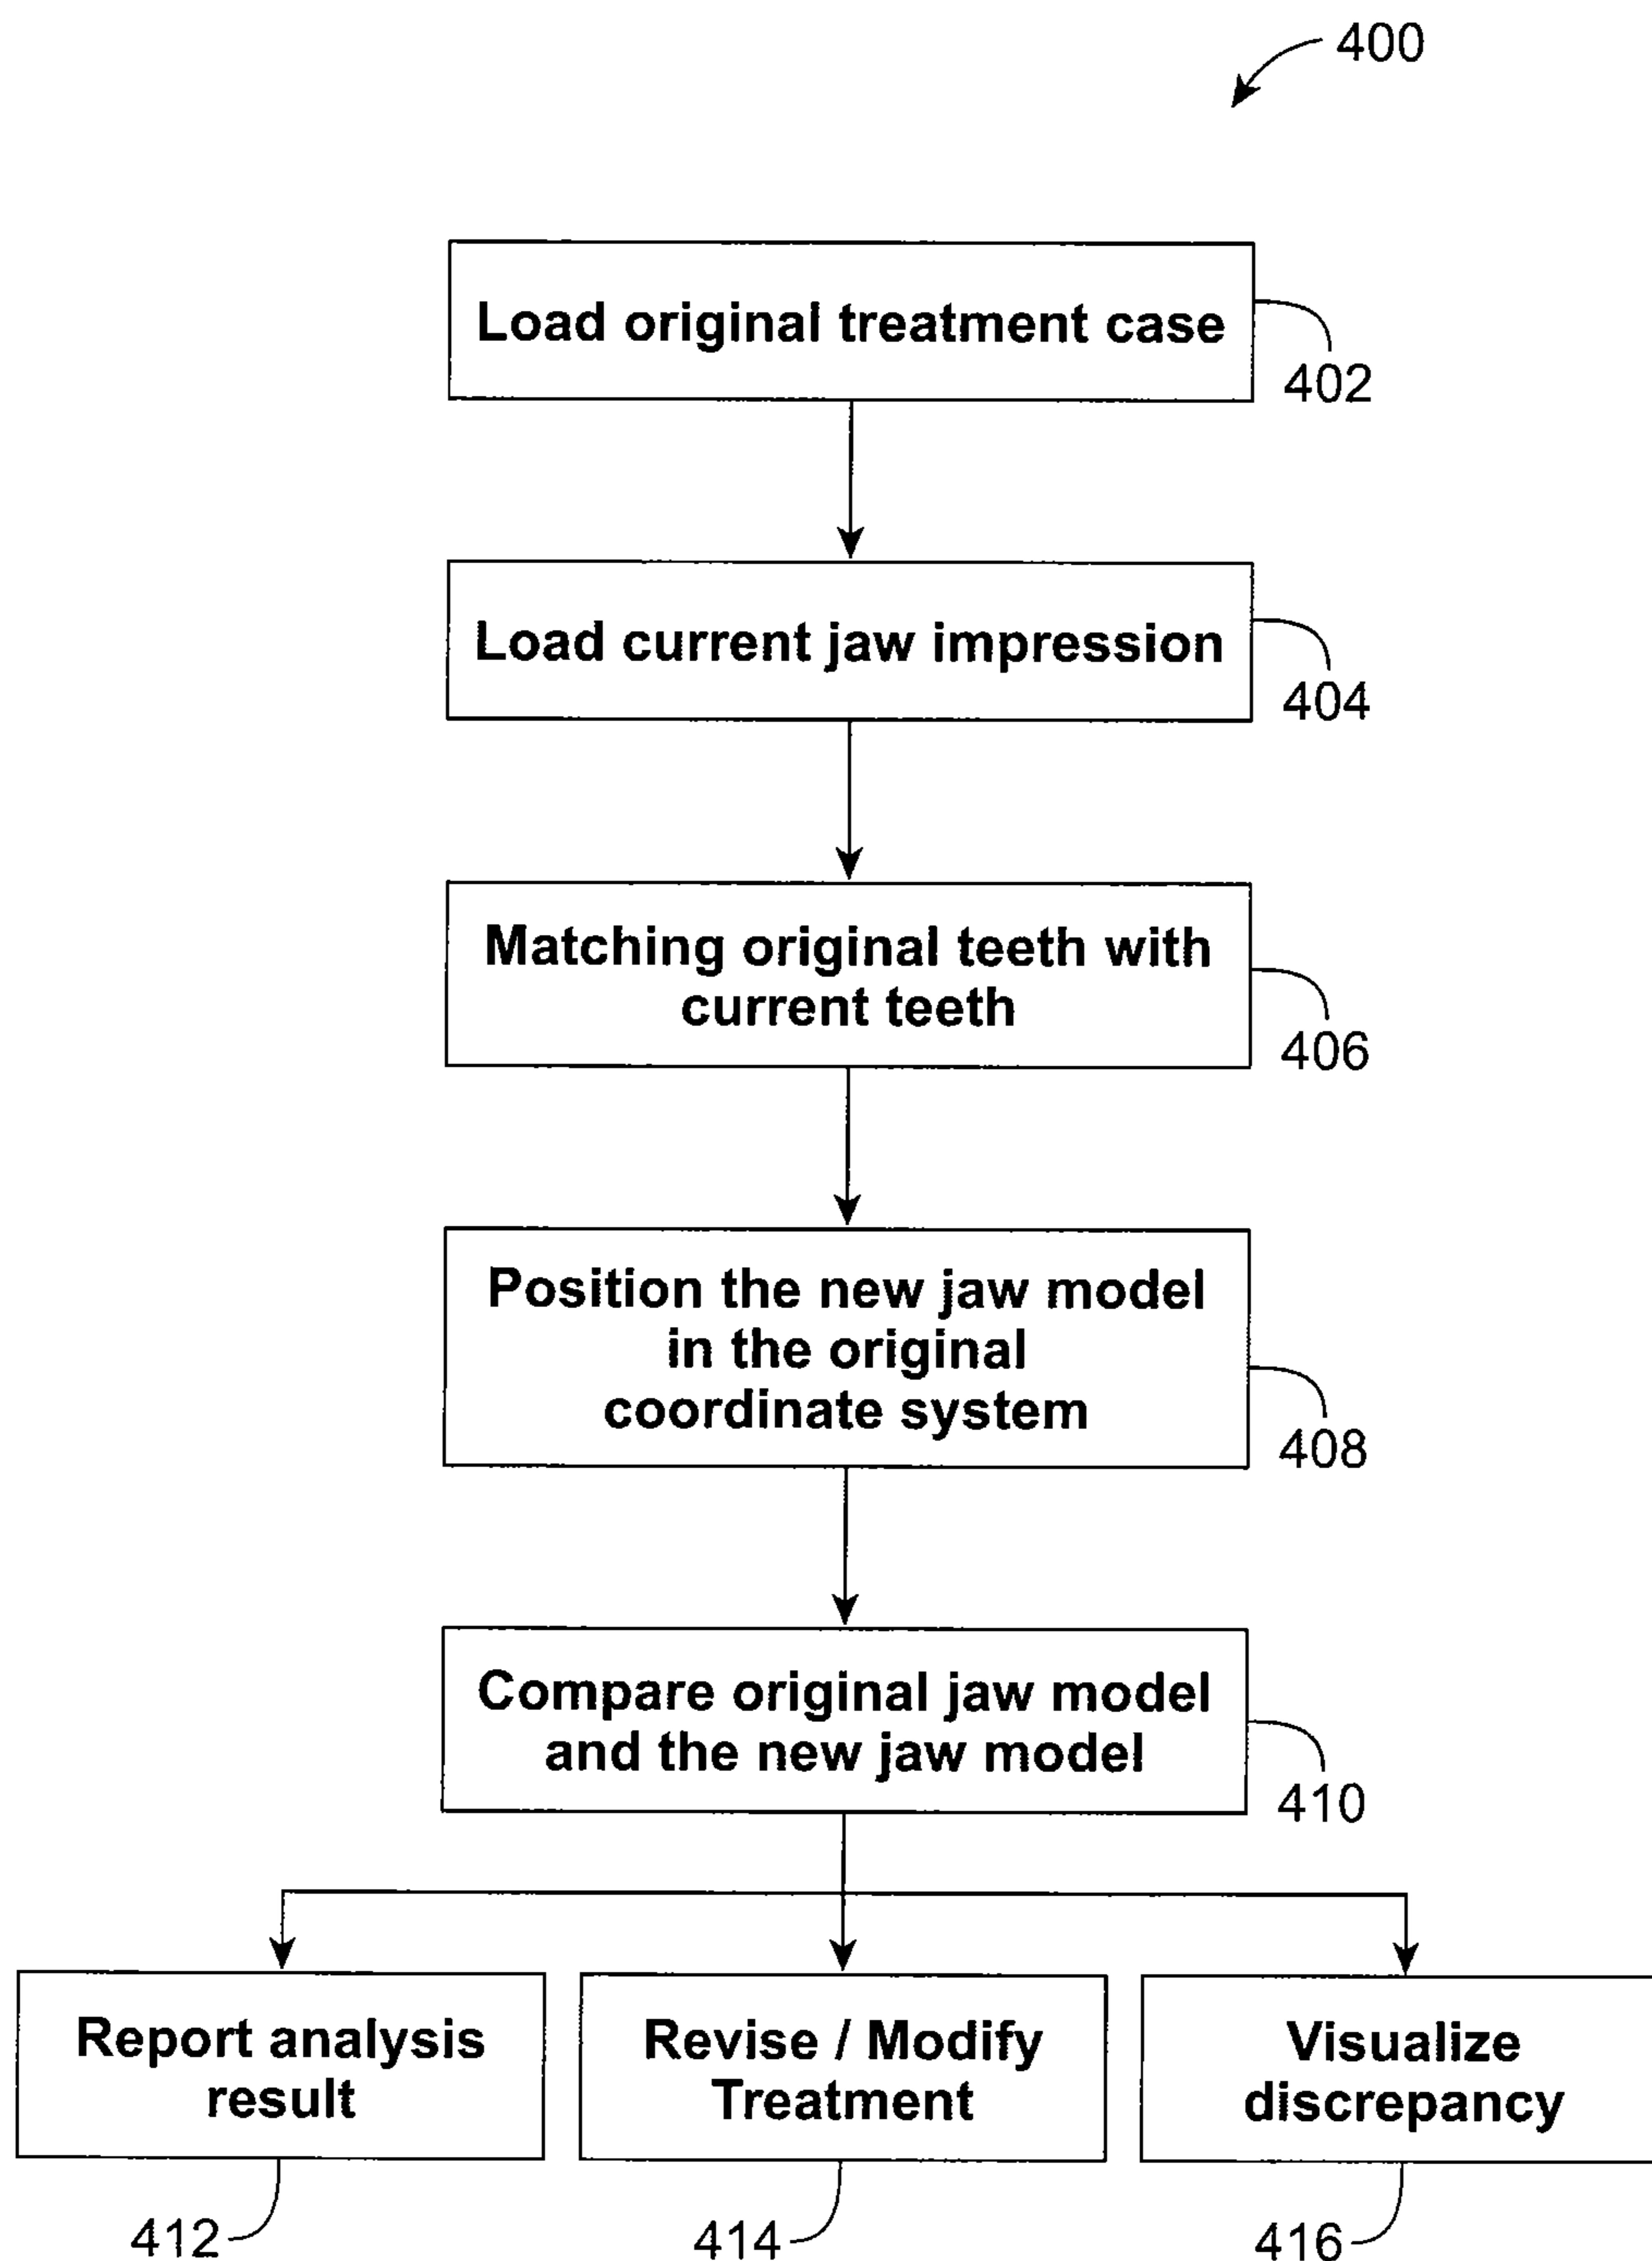 400
Load original treatment case
402
Load current jaw impression
404
Matching original teeth with
current teeth
406
Position the new jaw model
in the original
coordinate system
408
Compare original jaw model
and the new jaw model
410
Report analysis
result
412
Revise / Modify
Treatment
414
Visualize
discrepancy
416